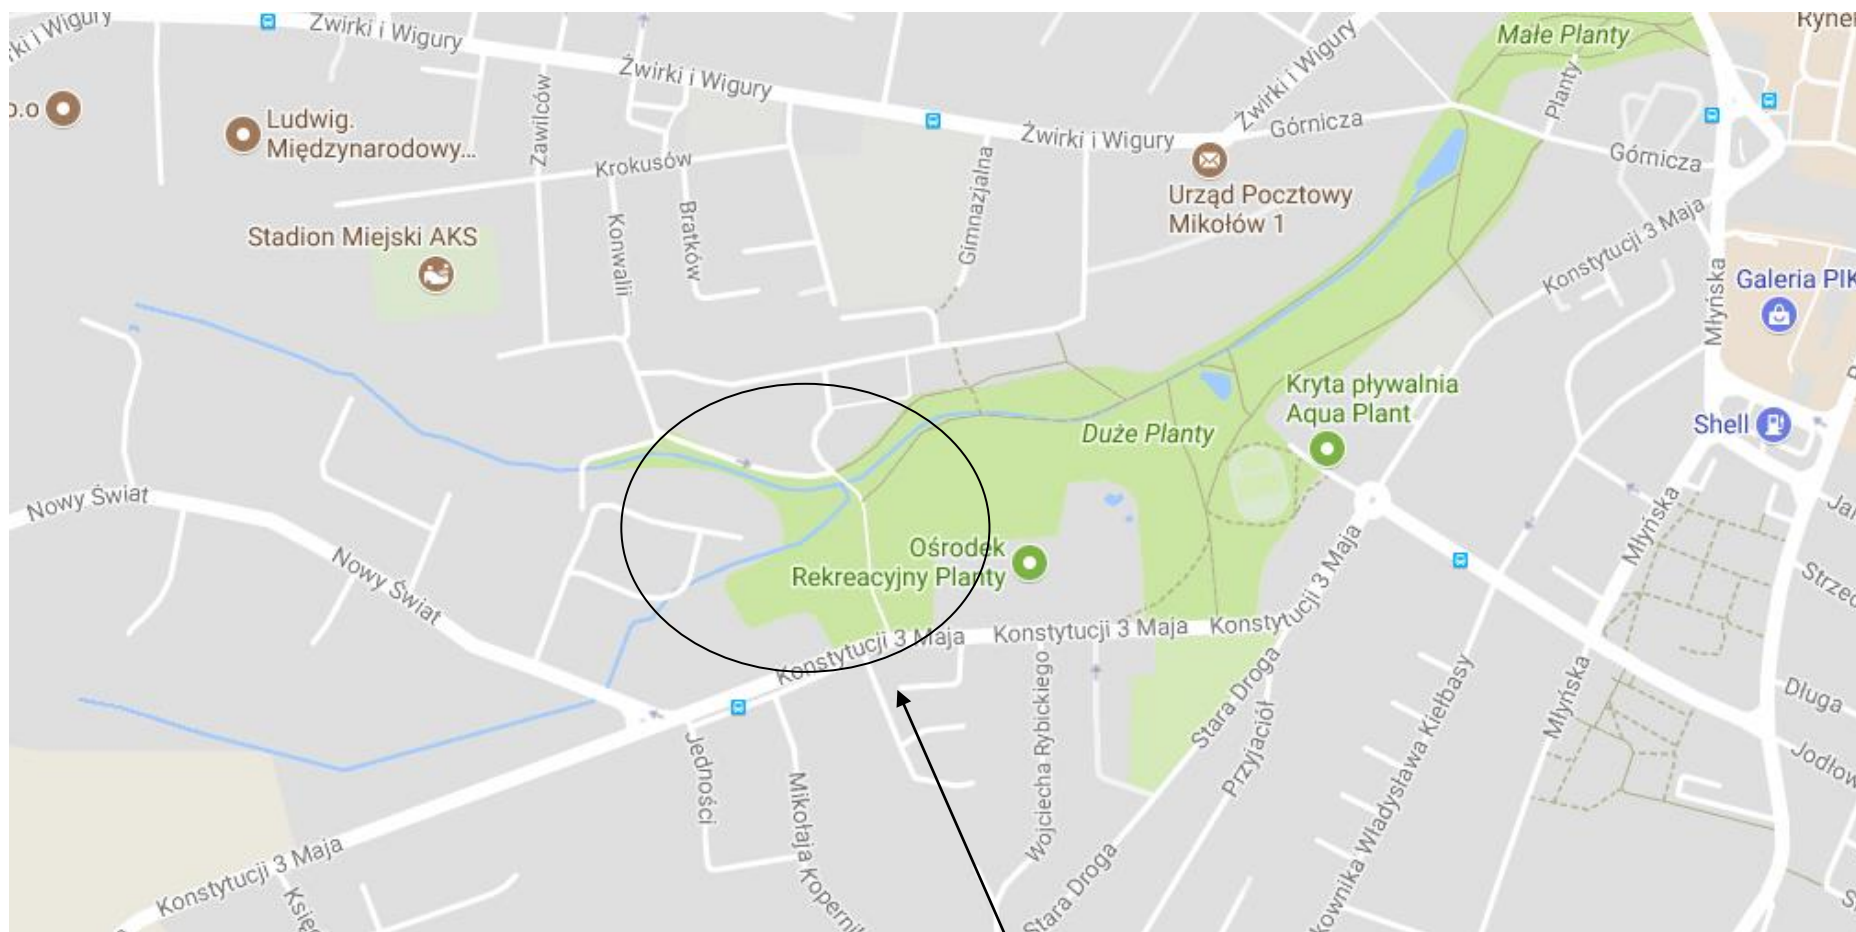 Żwirki i Wigury
Małe Planty
Żwirki i Wigury
Żwirki i Wigury
Planty
Ludwig.
Międzynarodowy...
Zawilców
Żwirki i Wigury
Górnicza
Górnicza
Krokusów
Gimnazjalna
Urząd Pocztowy
Mikołów 1
Konstytucji 3 Maja
Stadion Miejski AKS
Konwalii
Bratków
Młyńska
Galeria PIK
Kryta pływalnia
Aqua Plant
Shell
Duże Planty
Nowy Świat
Młyńska
Nowy Świat
Ośrodek
Rekreacyjny Planty
Konstytucji 3 Maja
Konstytucji 3 Maja
Konstytucji 3 Maja
Konstytucji 3 Maja
Stara Droga
Przyjaciół
Wojciecha Rybickiego
Młyńska
Długa
Jedności
Mikołaja
Władysława Kiełbasy
Konstytucji 3 Maja
Stara Droga